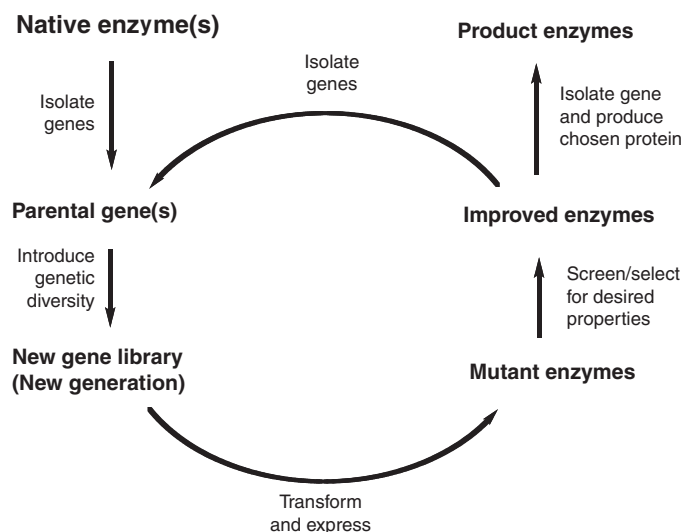 Native enzyme(s)
Isolate
genes
Parental gene(s)
Introduce
genetic
diversity
New gene library
(New generation)
Transform
and express
Mutant enzymes
Screen/select
for desired
properties
Improved enzymes
Isolate
genes
Isolate gene
and produce
chosen protein
Product enzymes